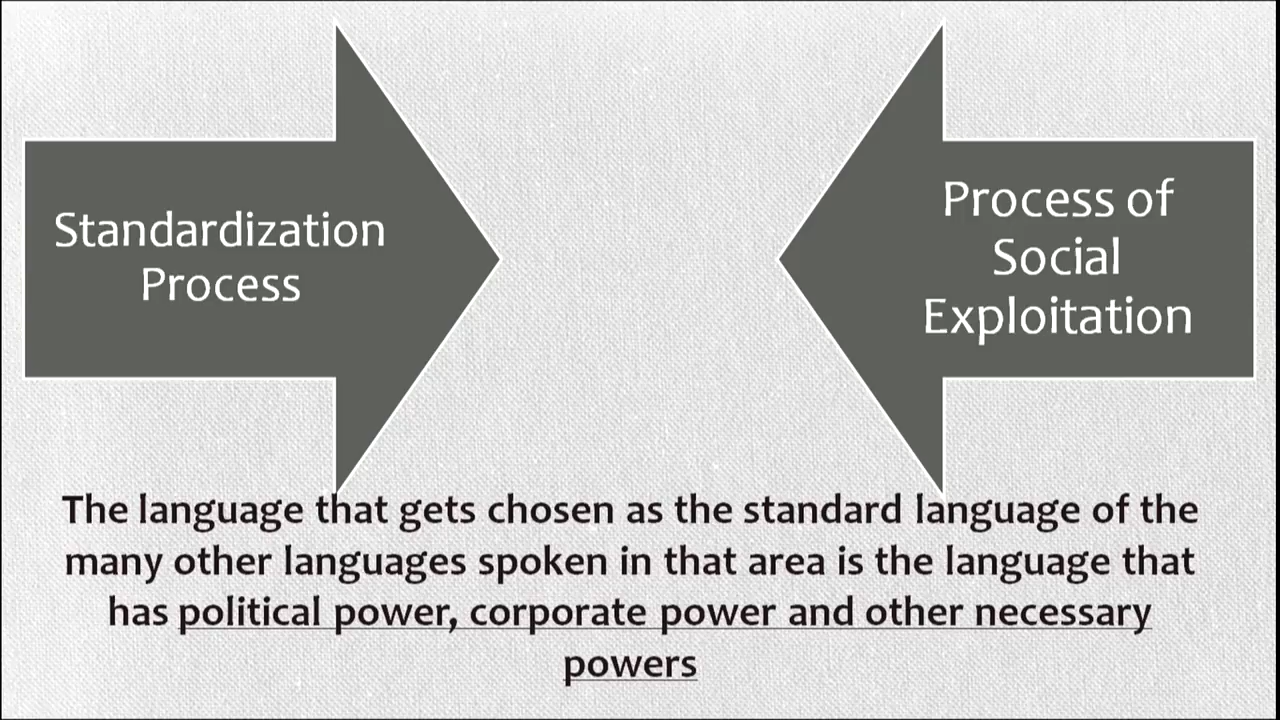 Standardization
Process
Process of
Social
Exploitation
The language that gets chosen as the standard language of the
many other languages spoken in that area is the language that
has political power, corporate power and other necessary
powers